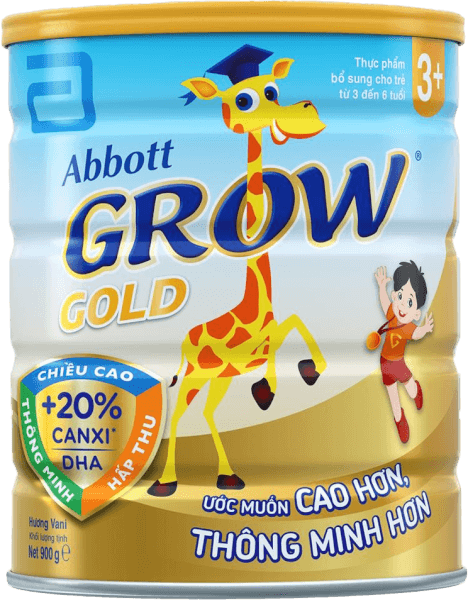 Thực phẩm
bổ sung cho trẻ
từ 3 đến 6 tuổi
3+
Abbott
GROW®
GOLD
CHIỀU CAO
THÔNG MINH
HẤP THU
+20%
CANXI*
DHA
ƯỚC MUỐN CAO HƠN,
THÔNG MINH HƠN
Hương Vani
Khối lượng tịnh
Net 900g e